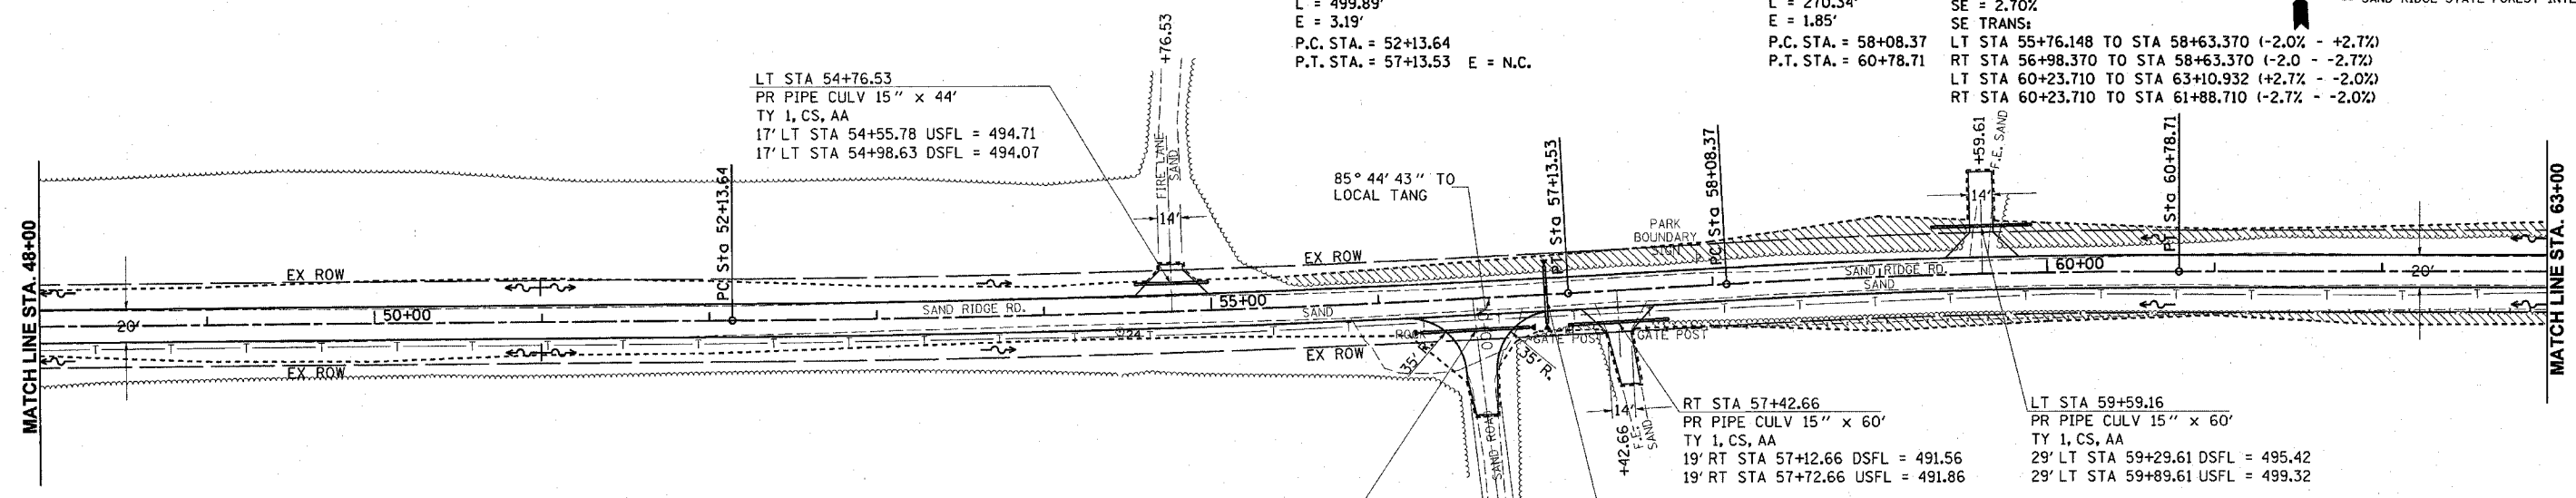 L = 499.89'
E = 3.19'
P.C. STA. = 52+13.64
P.T. STA. = 57+13.53 E = N.C.
L = 270.34'
E = 1.85'
P.C. STA. = 58+08.37
P.T. STA. = 60+78.71
SE = 2.70%
SE TRANS:
LT STA 55+76.148 TO STA 58+63.370 (-2.0% - +2.7%)
RT STA 56+98.370 TO STA 58+63.370 (-2.0 - -2.7%)
LT STA 60+23.710 TO STA 63+10.932 (+2.7% - -2.0%)
RT STA 60+23.710 TO STA 61+88.710 (-2.7% - -2.0%)
SAND RIDGE STATE FOREST
LT STA 54+76.53
PR PIPE CULV 15" x 44'
TY 1, CS, AA
17' LT STA 54+55.78 USFL = 494.71
17' LT STA 54+98.63 DSFL = 494.07
+76.53
FIRE LANE
SAND
14'
85° 44' 43" TO
LOCAL TANG
PC Sta 52+13.64
PT Sta 57+13.53
PC Sta 58+08.37
PT Sta 60+78.71
+59.61
F.E. SAND
14'
PARK
BOUNDARY
SIGN
P
MATCH LINE STA. 48+00
MATCH LINE STA. 63+00
EX ROW
EX ROW
20'
50+00
SAND RIDGE RD.
55+00
SAND
SAND RIDGE RD.
60+00
SAND
20'
24
EX ROW
EX ROW
GATE POST
GATE POST
35' R.
35' R.
SAND ROAD
14'
+42.66
F.E.
SAND
RT STA 57+42.66
PR PIPE CULV 15" x 60'
TY 1, CS, AA
19' RT STA 57+12.66 DSFL = 491.56
19' RT STA 57+72.66 USFL = 491.86
LT STA 59+59.16
PR PIPE CULV 15" x 60'
TY 1, CS, AA
29' LT STA 59+29.61 DSFL = 495.42
29' LT STA 59+89.61 USFL = 499.32